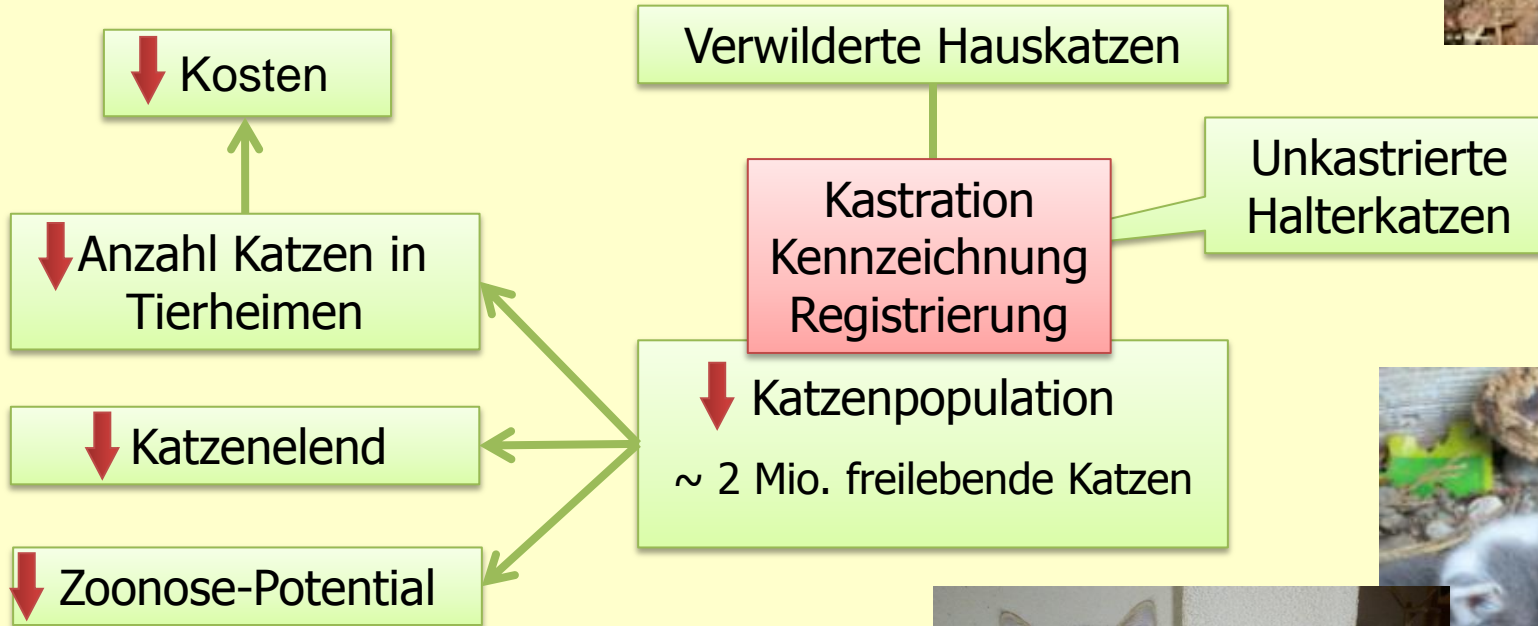 Kosten
Verwilderte Hauskatzen
Unkastrierte
Halterkatzen
Kastration
Kennzeichnung
Registrierung
Anzahl Katzen in
Tierheimen
Katzenpopulation
~ 2 Mio. freilebende Katzen
Katzenelend
Zoonose-Potential